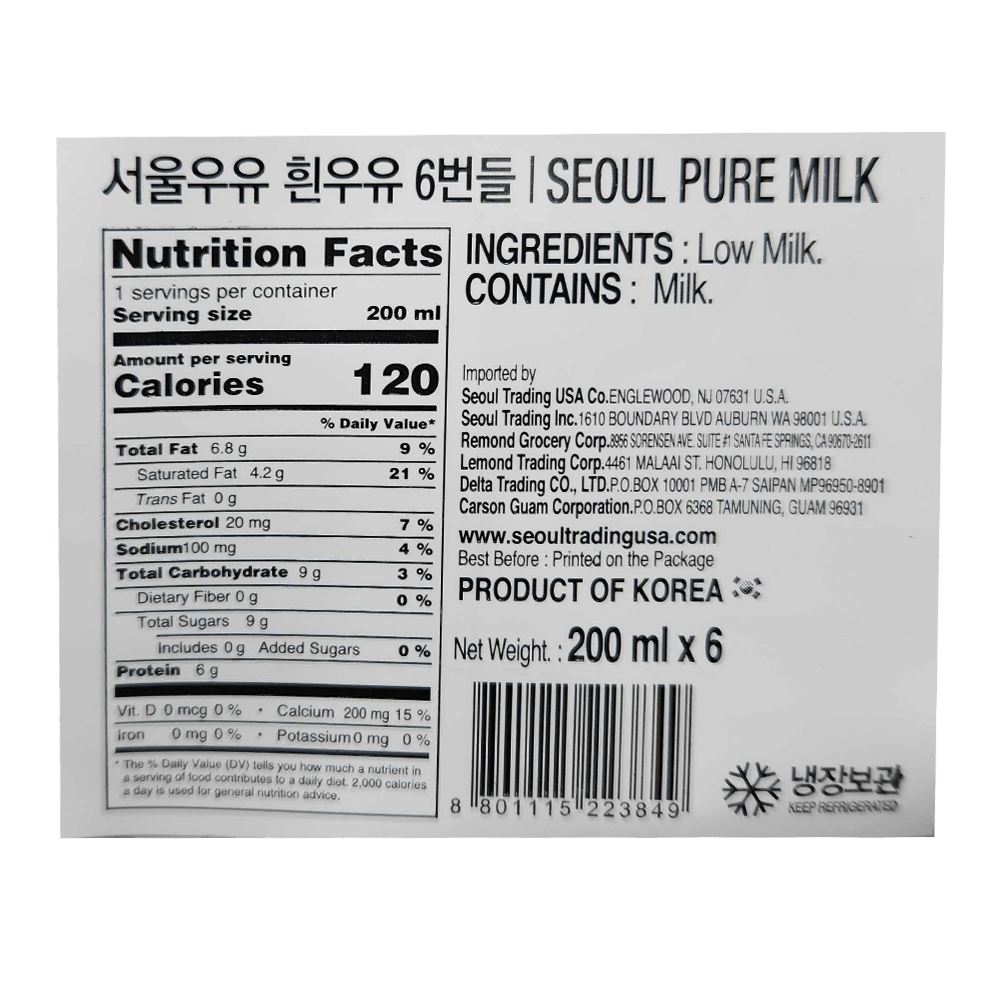 서울우유 흰우유 6번들 | SEOUL PURE MILK
Nutrition Facts
1 servings per container
Serving size 200 ml
Amount per serving
Calories 120
% Daily Value*
Total Fat 6.8 g 9 %
Saturated Fat 4.2 g 21 %
Trans Fat 0 g
Cholesterol 20 mg 7 %
Sodium100 mg 4 %
Total Carbohydrate 9 g 3 %
Dietary Fiber 0 g 0 %
Total Sugars 9 g
includes 0 g Added Sugars 0 %
Protein 6 g
Vit. D 0 mcg 0 % • Calcium 200 mg 15 %
Iron 0 mg 0 % • Potassium 0 mg 0 %
* The % Daily Value (DV) tells you how much a nutrient in
a serving of food contributes to a daily diet. 2,000 calories
a day is used for general nutrition advice.
INGREDIENTS : Low Milk.
CONTAINS : Milk.
Imported by
Seoul Trading USA Co.ENGLEWOOD, NJ 07631 U.S.A.
Seoul Trading Inc.1610 BOUNDARY BLVD AUBURN WA 98001 U.S.A.
Remond Grocery Corp.8956 SORENSEN AVE. SUITE #1 SANTA FE SPRINGS, CA 90670-2611
Lemond Trading Corp.4461 MALAAI ST. HONOLULU, HI 96818
Delta Trading CO., LTD.P.O.BOX 10001 PMB A-7 SAIPAN MP96950-8901
Carson Guam Corporation.P.O.BOX 6368 TAMUNING, GUAM 96931
www.seoultradingusa.com
Best Before : Printed on the Package
PRODUCT OF KOREA
Net Weight. : 200 ml x 6
8 801115 223849
냉장보관
KEEP REFRIGERATED